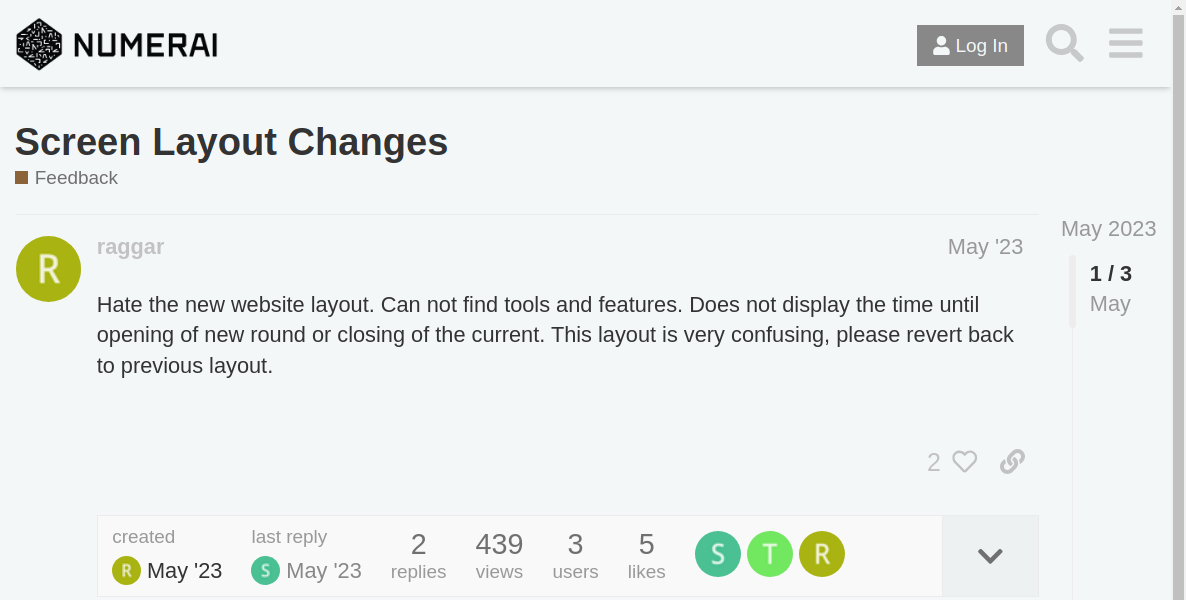 NUMERAI
Log In
Screen Layout Changes
Feedback
May 2023
R
raggar
May '23
1 / 3
May
Hate the new website layout. Can not find tools and features. Does not display the time until
opening of new round or closing of the current. This layout is very confusing, please revert back
to previous layout.
2
created
last reply
2
439
3
5
S
T
R
R
May '23
S
May '23
replies
views
users
likes